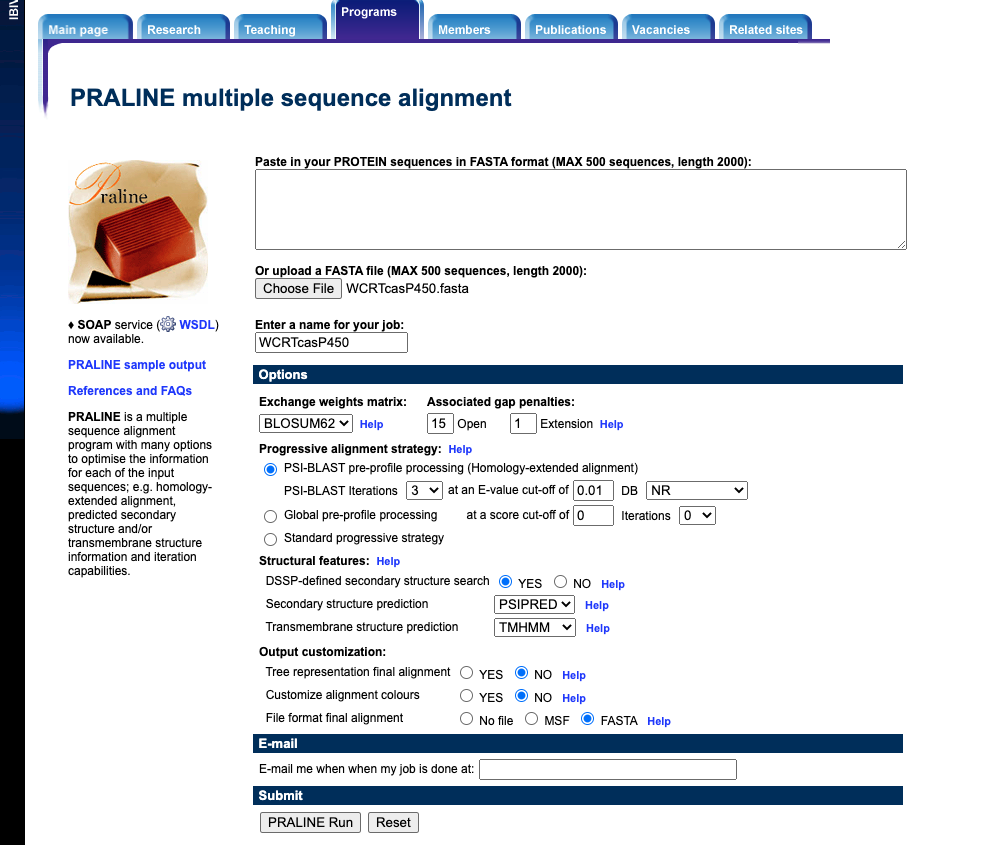 IBIV
Main page Research Teaching Programs Members Publications Vacancies Related sites
PRALINE multiple sequence alignment
Praline
♦ SOAP service ( WSDL)
now available.
PRALINE sample output
References and FAQs
PRALINE is a multiple
sequence alignment
program with many options
to optimise the information
for each of the input
sequences; e.g. homology-
extended alignment,
predicted secondary
structure and/or
transmembrane structure
information and iteration
capabilities.
Paste in your PROTEIN sequences in FASTA format (MAX 500 sequences, length 2000):
Or upload a FASTA file (MAX 500 sequences, length 2000):
Choose File WCRTcasP450.fasta
Enter a name for your job:
WCRTcasP450
Options
Exchange weights matrix: Associated gap penalties:
BLOSUM62 Help 15 Open 1 Extension Help
Progressive alignment strategy: Help
PSI-BLAST pre-profile processing (Homology-extended alignment)
PSI-BLAST Iterations 3 at an E-value cut-off of 0.01 DB NR
Global pre-profile processing at a score cut-off of 0 Iterations 0
Standard progressive strategy
Structural features: Help
DSSP-defined secondary structure search YES NO Help
Secondary structure prediction PSIPRED Help
Transmembrane structure prediction TMHMM Help
Output customization:
Tree representation final alignment YES NO Help
Customize alignment colours YES NO Help
File format final alignment No file MSF FASTA Help
E-mail
E-mail me when when my job is done at:
Submit
PRALINE Run Reset